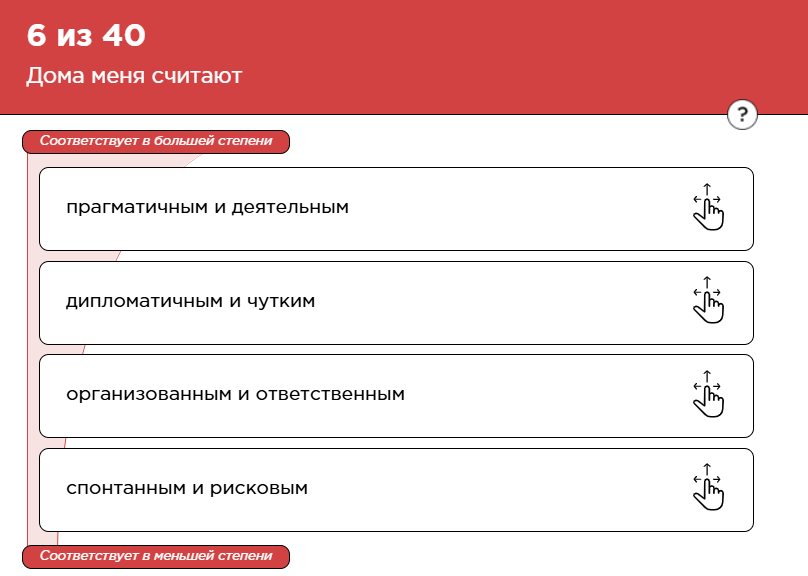 6 из 40
Дома меня считают
?
Соответствует в большей степени
прагматичным и деятельным
дипломатичным и чутким
организованным и ответственным
спонтанным и рисковым
Соответствует в меньшей степени